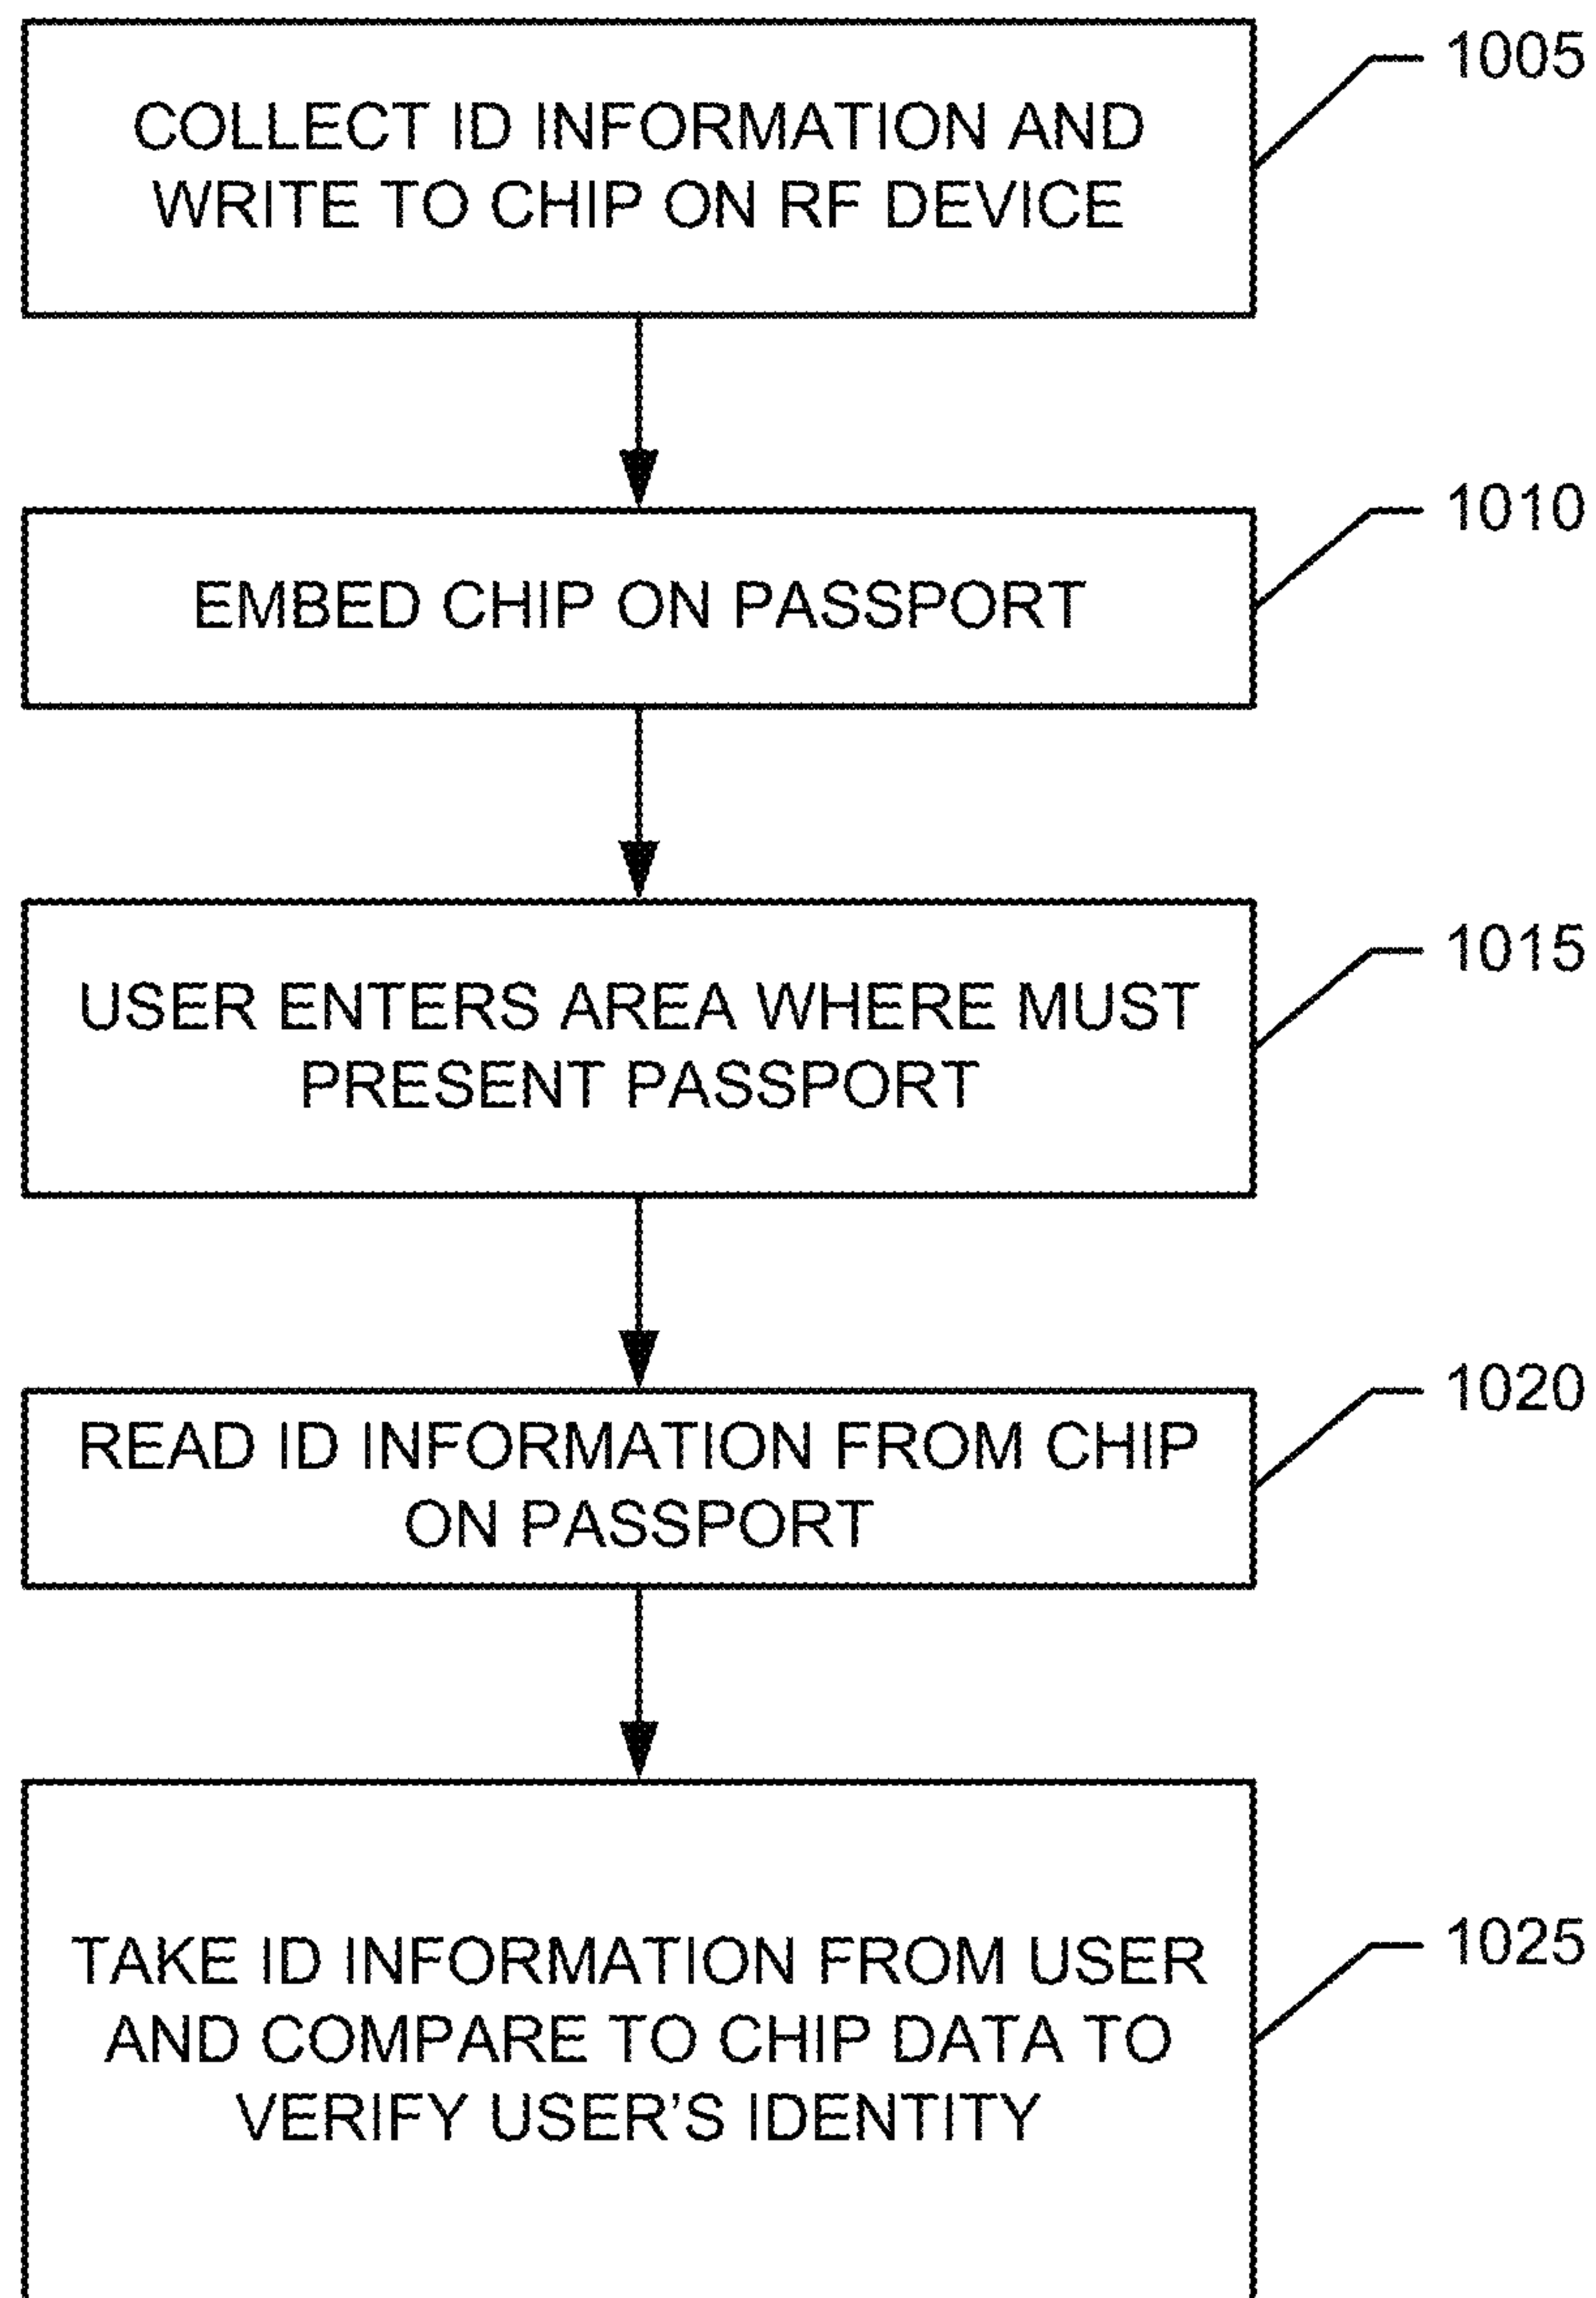 1005
COLLECT ID INFORMATION AND
WRITE TO CHIP ON RF DEVICE
1010
EMBED CHIP ON PASSPORT
1015
USER ENTERS AREA WHERE MUST
PRESENT PASSPORT
1020
READ ID INFORMATION FROM CHIP
ON PASSPORT
1025
TAKE ID INFORMATION FROM USER
AND COMPARE TO CHIP DATA TO
VERIFY USER’S IDENTITY